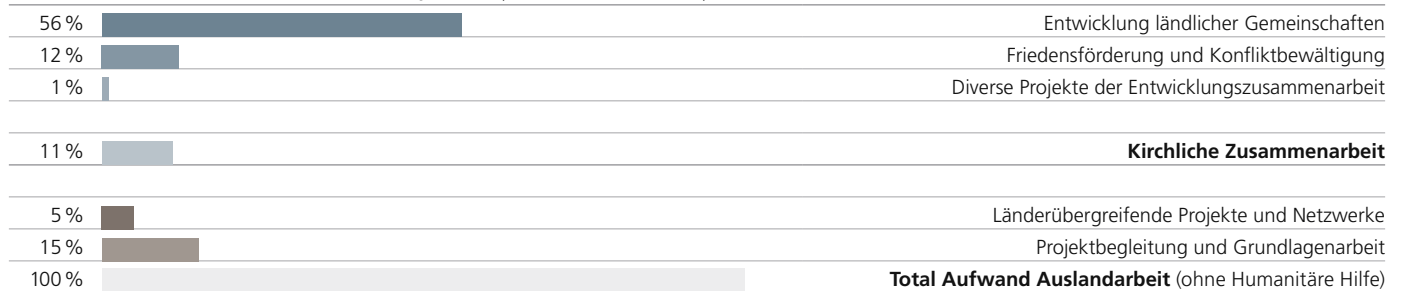 56 % Entwicklung ländlicher Gemeinschaften
12 % Friedensförderung und Konfliktbewältigung
1 % Diverse Projekte der Entwicklungszusammenarbeit
11 % Kirchliche Zusammenarbeit
5 % Länderübergreifende Projekte und Netzwerke
15 % Projektbegleitung und Grundlagenarbeit
100 % Total Aufwand Auslandarbeit (ohne Humanitäre Hilfe)